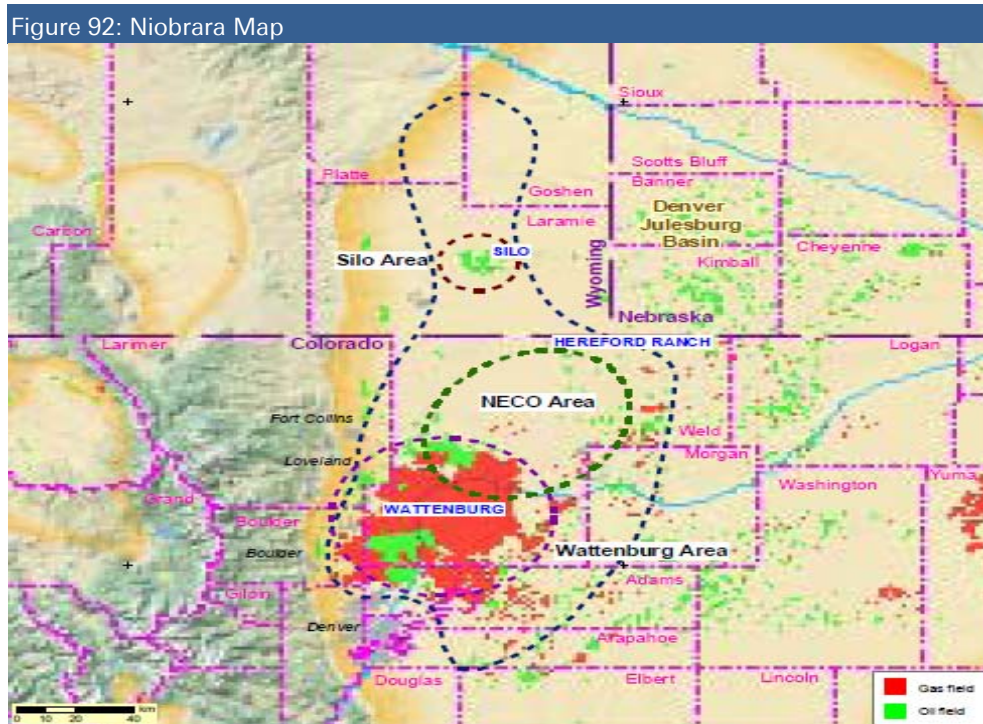 Figure 92: Niobrara Map
Sioux
Scotts Bluff
Platte
Banner
Goshen
Denver
Julesburg
Basin
Laramie
Carbon
Cheyenne
SILO
Silo Area
Kimball
Wyoming
Nebraska
Larimer
Colorado
HEREFORD RANCH
Logan
NECO Area
Fort Collins
Weld
Loveland
Morgan
Grand
Washington
Yuma
WATTENBURG
Boulder
Boulder
Wattenburg Area
Adams
Gilpin
Denver
Arapahoe
Douglas
Elbert
Lincoln
Gas field
Oil field
km
0 10 20 40